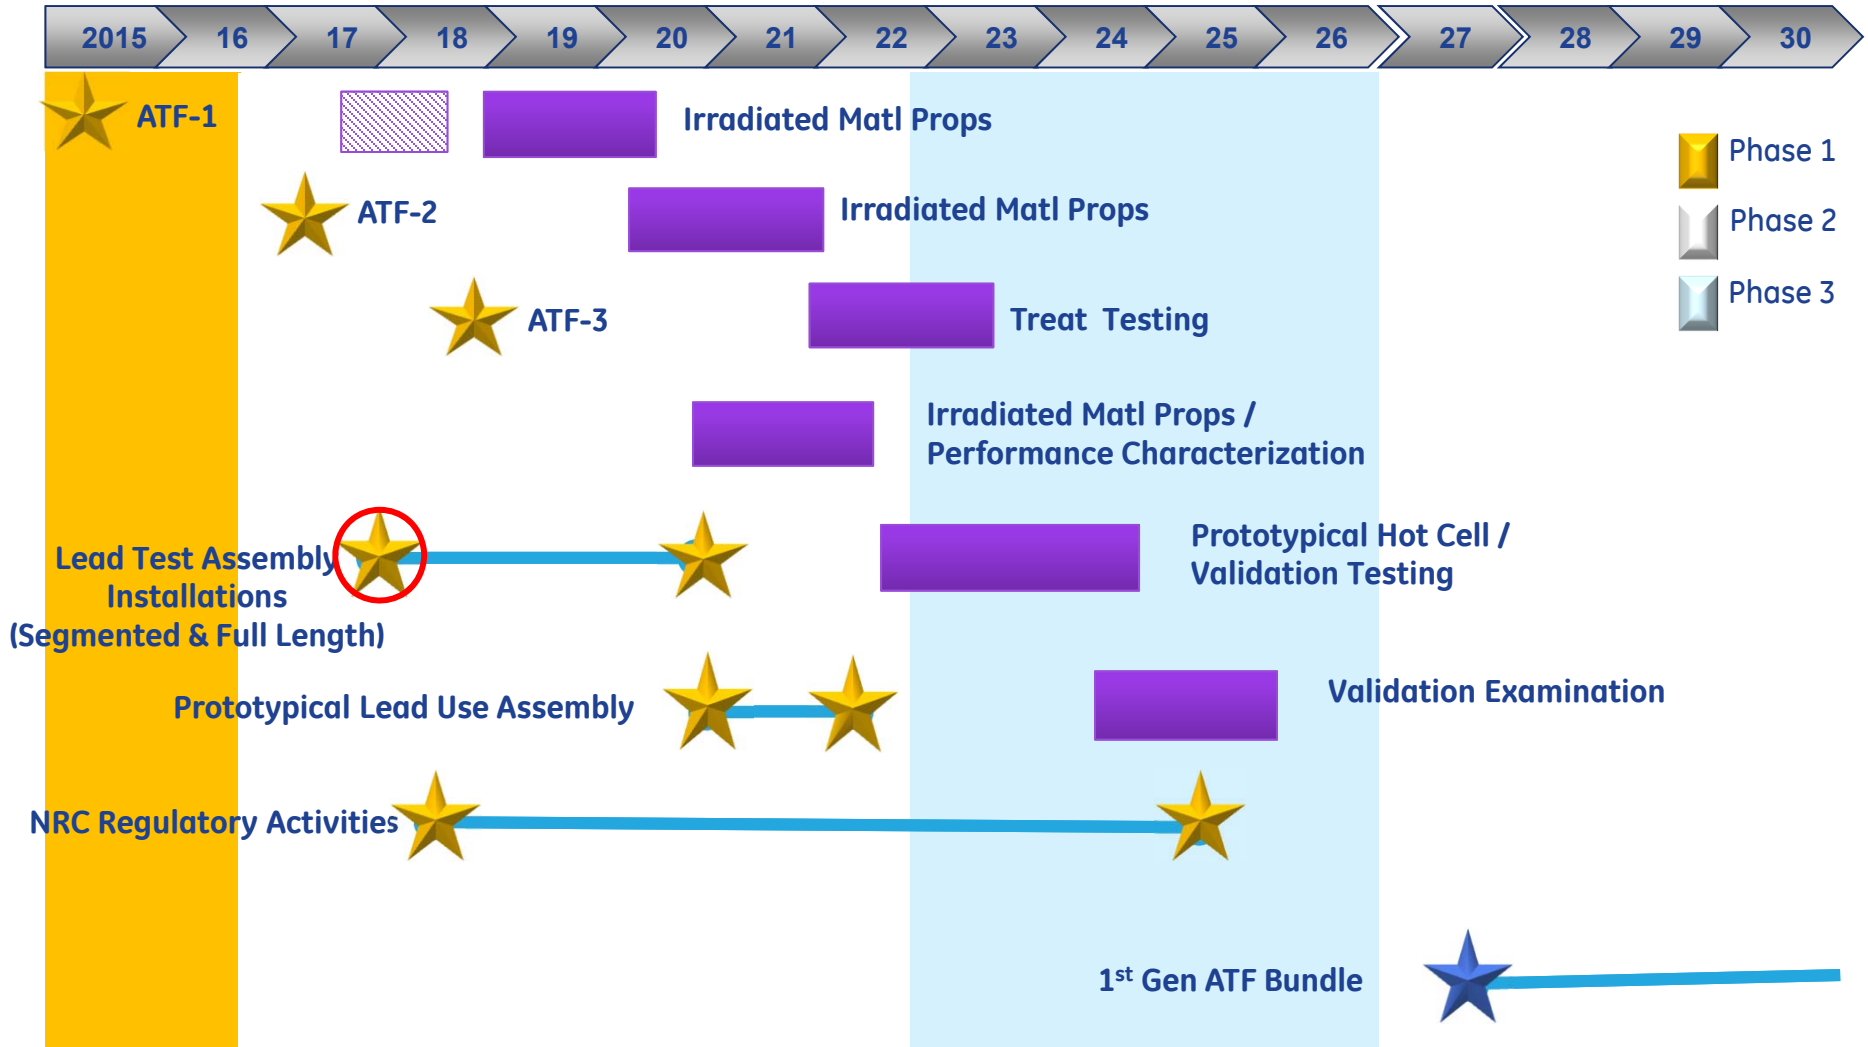 2015 16 17 18 19 20 21 22 23 24 25 26 27 28 29 30
ATF-1
Irradiated Matl Props
Phase 1
ATF-2
Irradiated Matl Props
Phase 2
Phase 3
ATF-3
Treat Testing
Irradiated Matl Props /
Performance Characterization
Lead Test Assembly
Installations
(Segmented & Full Length)
Prototypical Hot Cell /
Validation Testing
Prototypical Lead Use Assembly
Validation Examination
NRC Regulatory Activities
1st Gen ATF Bundle